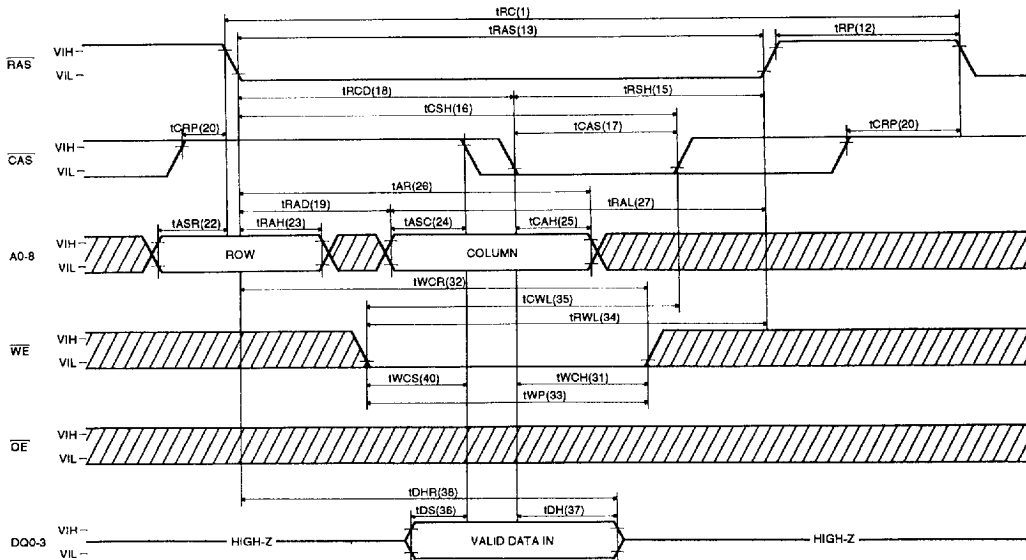 tRC(1)
tRAS(13)
tRP(12)
RAS
VIH
VIL
tRCD(18)
tRSH(15)
tCSH(16)
tCRP(20)
tCAS(17)
tCRP(20)
CAS
VIH
VIL
tAR(26)
tRAD(19)
tRAL(27)
tASR(22)
tRAH(23)
tASC(24)
tCAH(25)
A0-8
VIH
VIL
ROW
COLUMN
tWCR(32)
tCWL(35)
tRWL(34)
WE
VIH
VIL
tWCS(40)
tWCH(31)
tWP(33)
OE
VIH
VIL
tDHR(38)
tDS(36)
tDH(37)
DQ0-3
VIH
VIL
HIGH-Z
VALID DATA IN
HIGH-Z